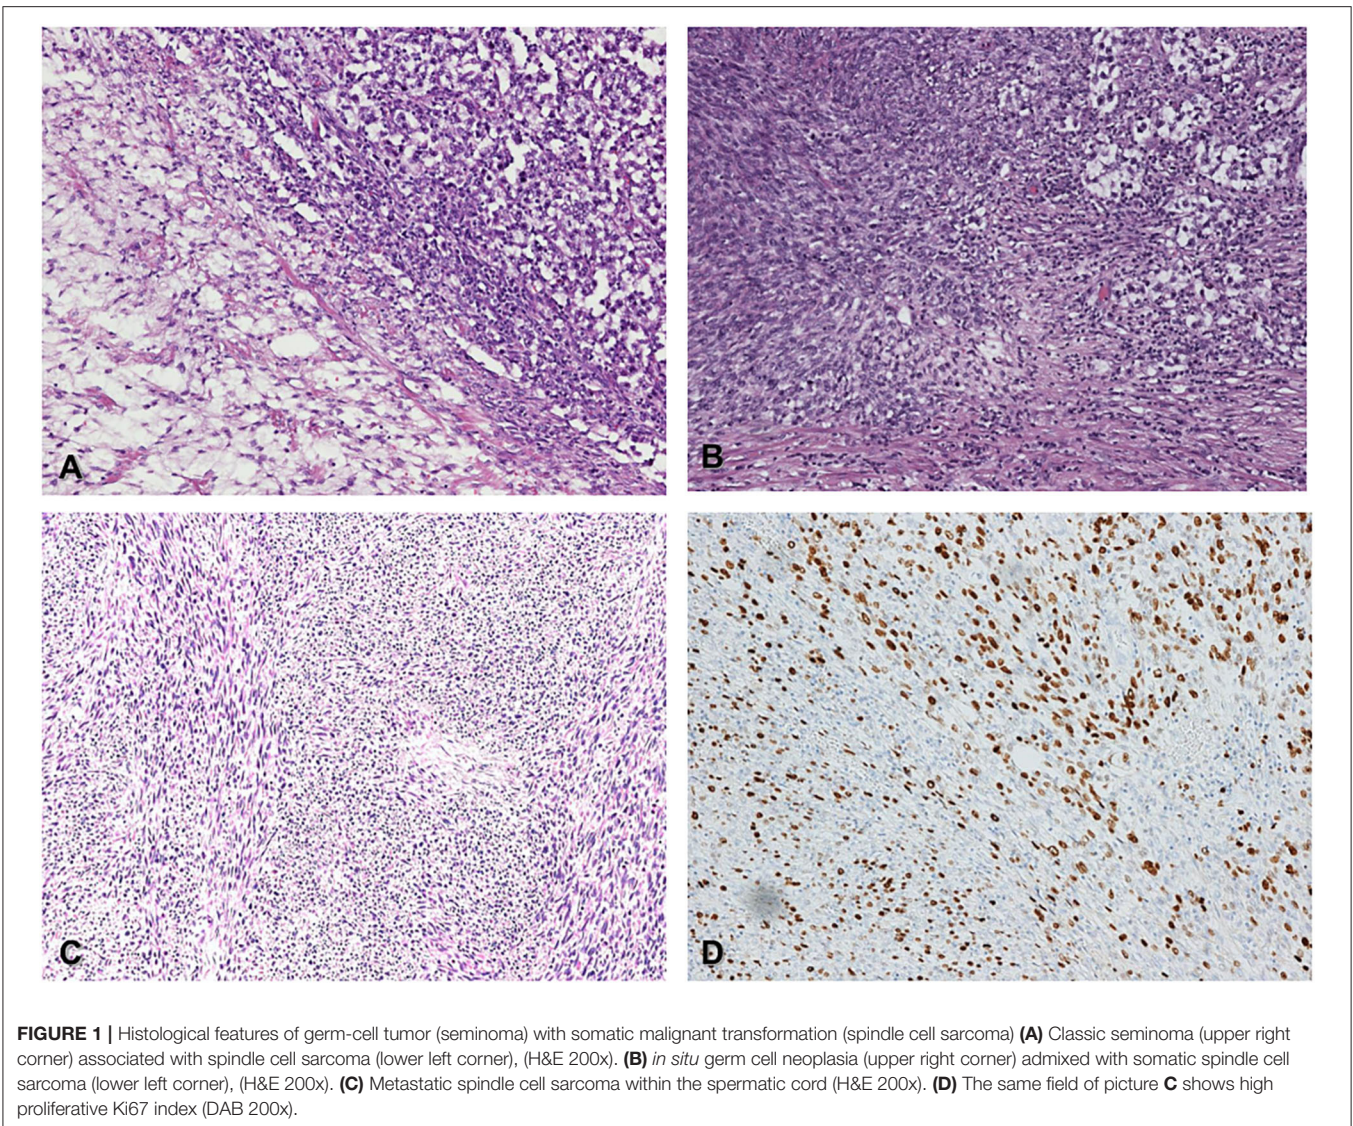 A
B
C
D
FIGURE 1 | Histological features of germ-cell tumor (seminoma) with somatic malignant transformation (spindle cell sarcoma) (A) Classic seminoma (upper right
corner) associated with spindle cell sarcoma (lower left corner), (H&E 200x). (B) in situ germ cell neoplasia (upper right corner) admixed with somatic spindle cell
sarcoma (lower left corner), (H&E 200x). (C) Metastatic spindle cell sarcoma within the spermatic cord (H&E 200x). (D) The same field of picture C shows high
proliferative Ki67 index (DAB 200x).